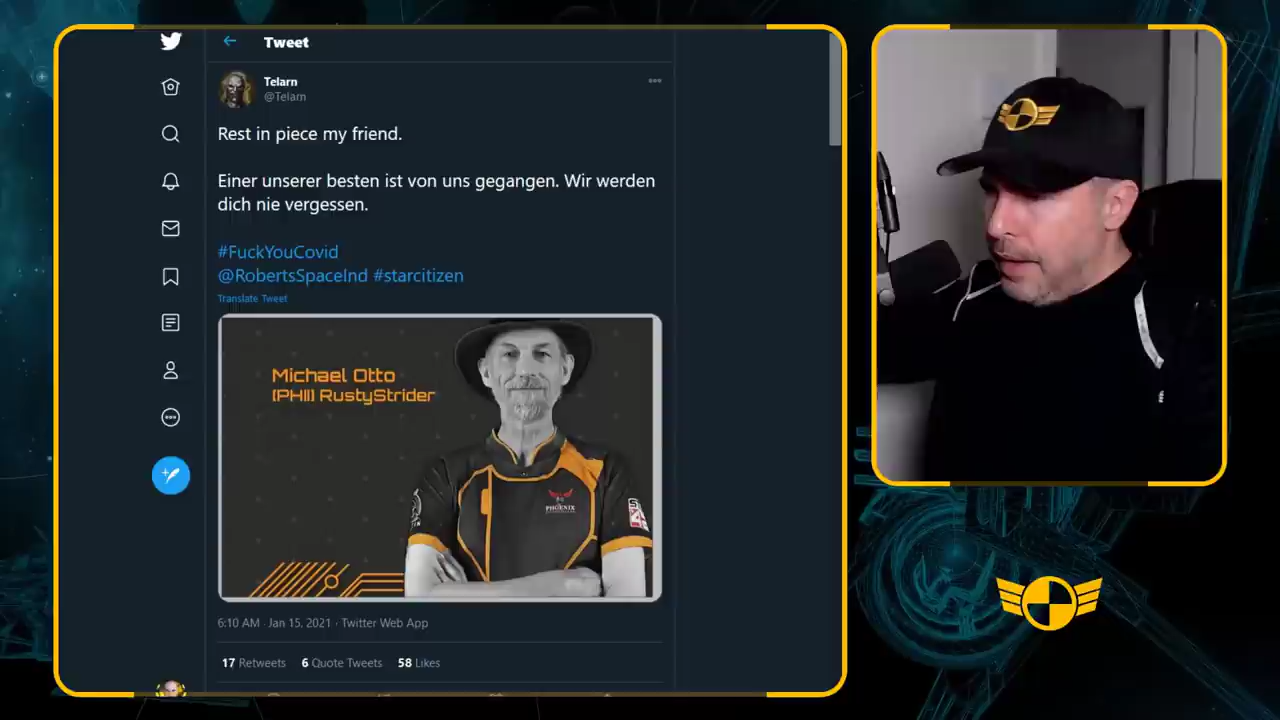 Tweet
Telarn
@Telarn
Rest in piece my friend.
Einer unserer besten ist von uns gegangen. Wir werden
dich nie vergessen.
#FuckYouCovid
@RobertsSpaceInd #starcitizen
Translate Tweet
Michael Otto
[PHII] RustyStrider
PHOENIX
6:10 AM · Jan 15, 2021 · Twitter Web App
17 Retweets 6 Quote Tweets 58 Likes